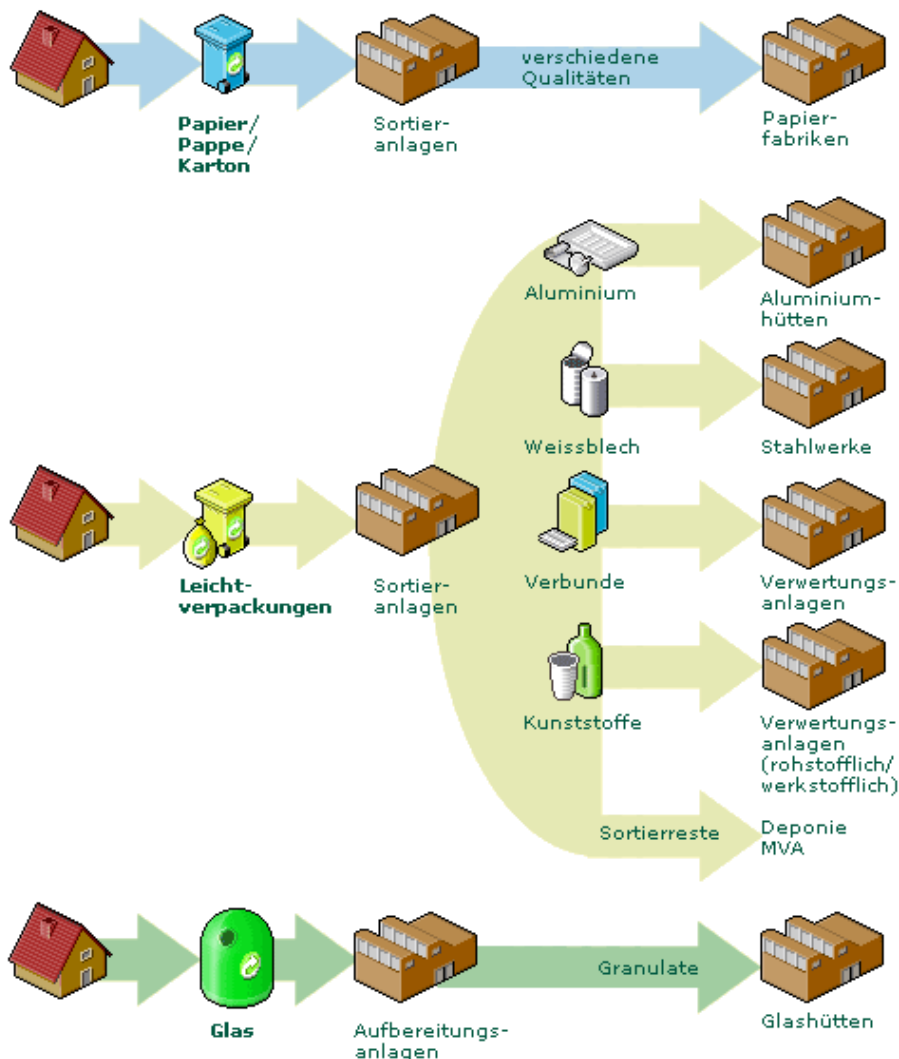 verschiedene
Qualitäten
Papier/
Pappe/
Karton
Sortier-
anlagen
Papier-
fabriken
Aluminium
Aluminium-
hütten
Weissblech
Stahlwerke
Leicht-
verpackungen
Sortier-
anlagen
Verbunde
Verwertungs-
anlagen
Kunststoffe
Verwertungs-
anlagen
(rohstofflich/
werkstofflich)
Sortierreste
Deponie
MVA
Granulate
Glas
Aufbereitungs-
anlagen
Glashütten